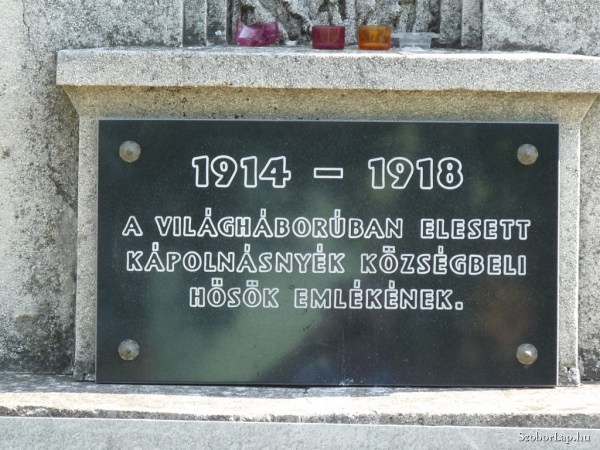 1914 – 1918
A VILÁGHÁBORÚBAN ELESETT
KÁPOLNÁSNYÉK KÖZSÉGBELI
HŐSÖK EMLÉKÉNEK.
Szoborlap.hu